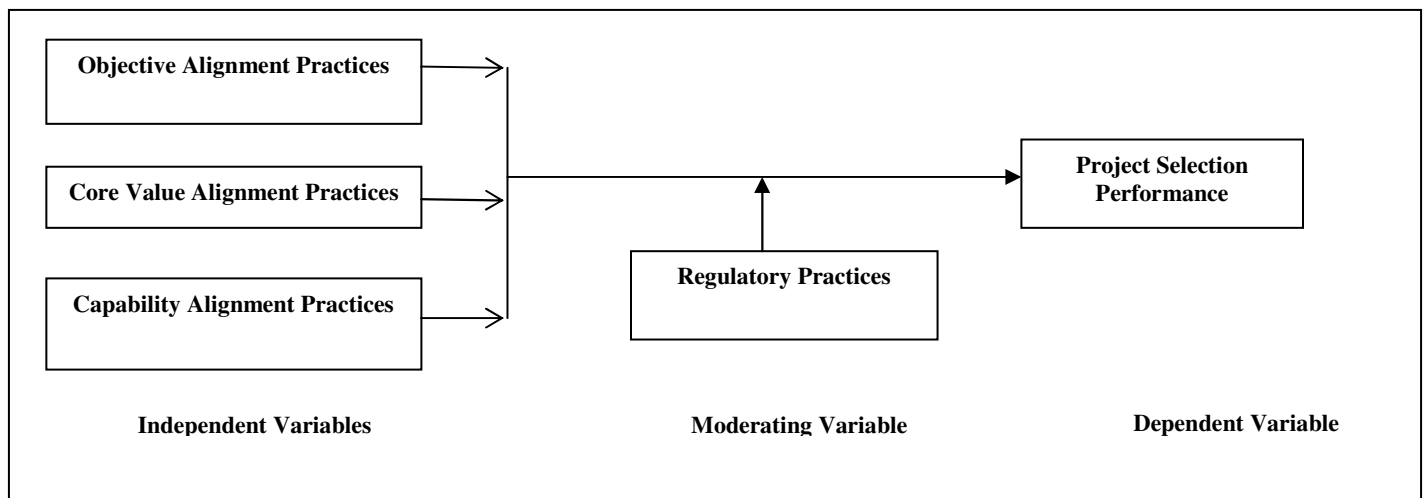 Objective Alignment Practices
Core Value Alignment Practices
Capability Alignment Practices
Regulatory Practices
Project Selection
Performance
Independent Variables
Moderating Variable
Dependent Variable